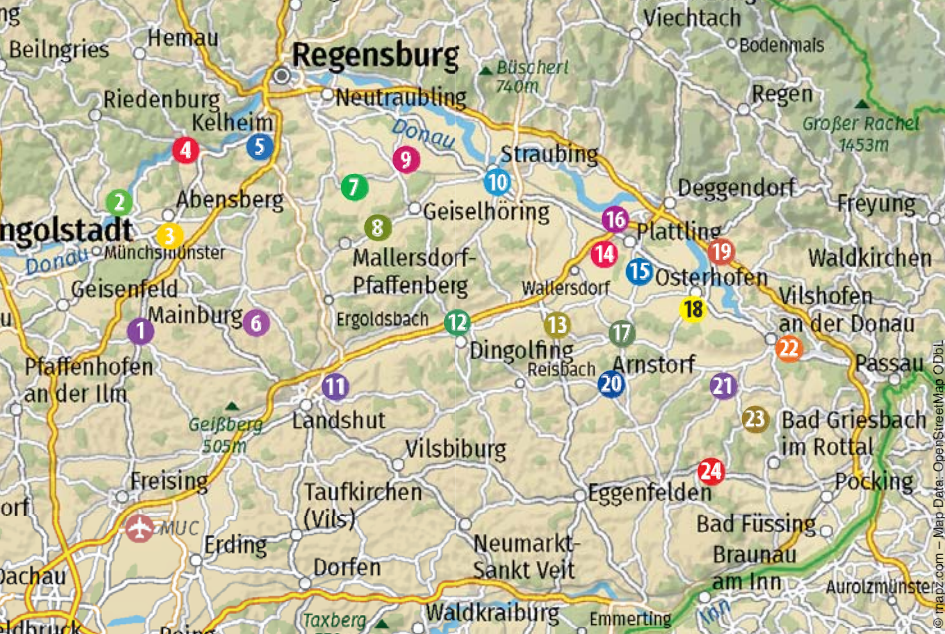 ng
Hemau
Beilngries
Regensburg
Viechtach
Bodenmais
Büscherl
740m
Riedenburg
Neutraubling
Regen
Kelheim
Großer Rachel
1453m
Donau
4
5
9
Straubing
7
10
Deggendorf
2
Abensberg
Geiselhöring
Freyung
ngolstadt
3
8
16
Plattling
Münchsmünster
Donau
Mallersdorf-
Pfaffenberg
14
19
Waldkirchen
15
Osterhofen
Geisenfeld
Wallersdorf
Vilshofen
an der Donau
18
u
1
Mainburg
6
Ergoldsbach
12
13
17
Dingolfing
22
Pfaffenhofen
an der Ilm
Reisbach
Arnstorf
Passau
11
20
21
Geißberg
505m
Landshut
23
Bad Griesbach
im Rottal
Vilsbiburg
24
Freising
Taufkirchen
(Vils)
Eggenfelden
Pocking
orf
MUC
Bad Füssing
Erding
Neumarkt-
Sankt Veit
Braunau
am Inn
Dachau
Dorfen
Aurolzmünster
Inn
Taxberg
Waldkraiburg
Emmerting
eldbruck
© mapz.com – Map Data: OpenStreetMap ODbL